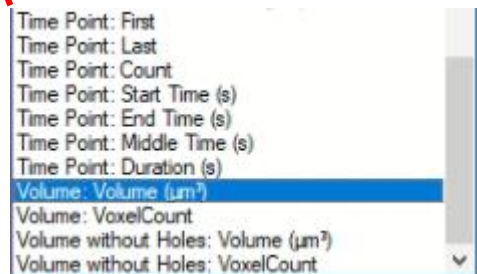 Time Point: First
Time Point: Last
Time Point: Count
Time Point: Start Time (s)
Time Point: End Time (s)
Time Point: Middle Time (s)
Time Point: Duration (s)
Volume: Volume (µm³)
Volume: VoxelCount
Volume without Holes: Volume (µm³)
Volume without Holes: VoxelCount